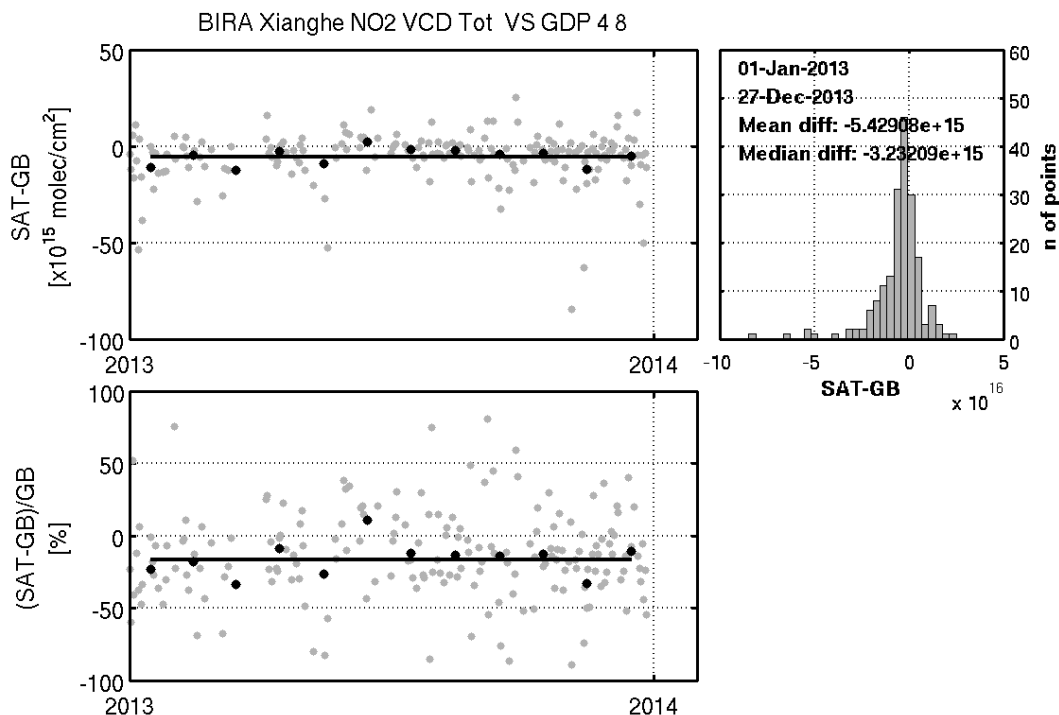 BIRA Xianghe NO2 VCD Tot VS GDP 4 8
SAT-GB
[x10^15 molec/cm^2]
50
0
-50
-100
2013
2014
01-Jan-2013
27-Dec-2013
Mean diff: -5.42908e+15
Median diff: -3.23209e+15
60
50
40
30
20
10
0
n of points
-10
-5
0
5
SAT-GB
x 10^16
(SAT-GB)/GB
[%]
100
50
0
-50
-100
2013
2014